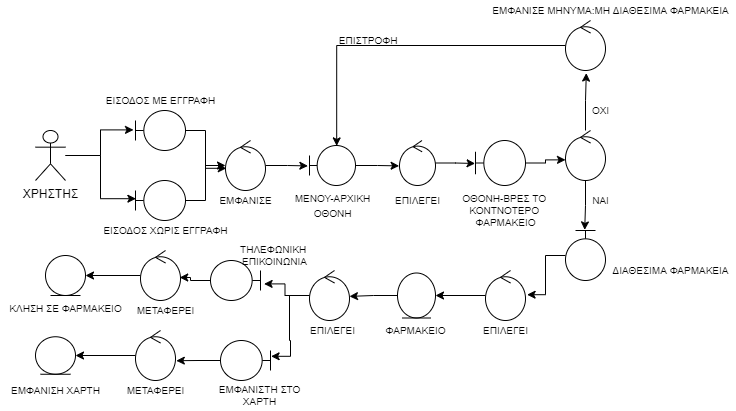 ΕΜΦΑΝΙΣΕ ΜΗΝΥΜΑ:ΜΗ ΔΙΑΘΕΣΙΜΑ ΦΑΡΜΑΚΕΙΑ
ΕΠΙΣΤΡΟΦΗ
ΕΙΣΟΔΟΣ ΜΕ ΕΓΓΡΑΦΗ
ΟΧΙ
ΧΡΗΣΤΗΣ
ΕΜΦΑΝΙΣΕ
ΜΕΝΟΥ-ΑΡΧΙΚΗ
ΟΘΟΝΗ
ΕΠΙΛΕΓΕΙ
ΟΘΟΝΗ-ΒΡΕΣ ΤΟ
ΚΟΝΤΝΟΤΕΡΟ
ΦΑΡΜΑΚΕΙΟ
ΝΑΙ
ΕΙΣΟΔΟΣ ΧΩΡΙΣ ΕΓΓΡΑΦΗ
ΔΙΑΘΕΣΙΜΑ ΦΑΡΜΑΚΕΙΑ
ΤΗΛΕΦΩΝΙΚΗ
ΕΠΙΚΟΙΝΩΝΙΑ
ΚΛΗΣΗ ΣΕ ΦΑΡΜΑΚΕΙΟ
ΜΕΤΑΦΕΡΕΙ
ΕΠΙΛΕΓΕΙ
ΦΑΡΜΑΚΕΙΟ
ΕΠΙΛΕΓΕΙ
ΕΜΦΑΝΙΣΗ ΧΑΡΤΗ
ΜΕΤΑΦΕΡΕΙ
ΕΜΦΑΝΙΣΤΗ ΣΤΟ
ΧΑΡΤΗ